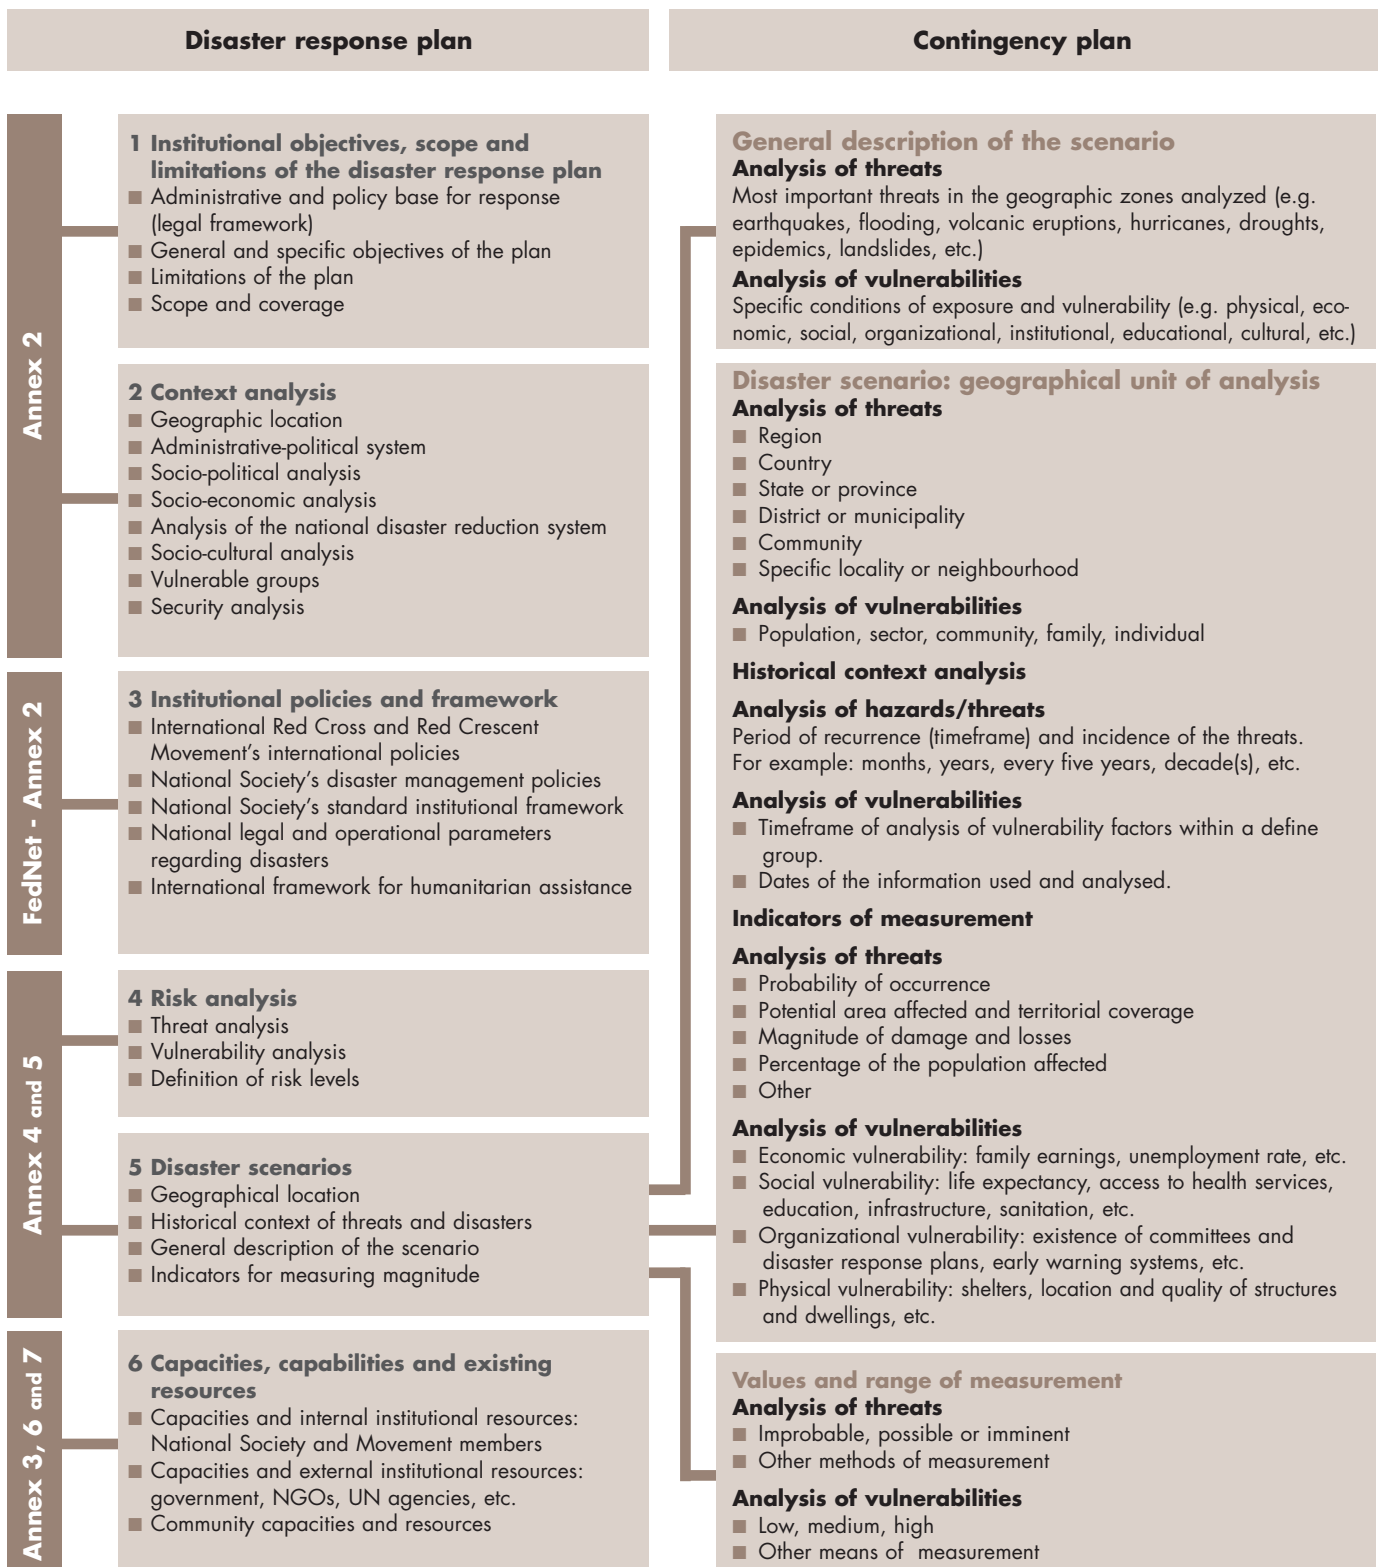 Disaster response plan
Contingency plan
Annex 2
1 Institutional objectives, scope and
limitations of the disaster response plan
■ Administrative and policy base for response
(legal framework)
■ General and specific objectives of the plan
■ Limitations of the plan
■ Scope and coverage
2 Context analysis
■ Geographic location
■ Administrative-political system
■ Socio-political analysis
■ Socio-economic analysis
■ Analysis of the national disaster reduction system
■ Socio-cultural analysis
■ Vulnerable groups
■ Security analysis
FedNet - Annex 2
3 Institutional policies and framework
■ International Red Cross and Red Crescent
Movement’s international policies
■ National Society’s disaster management policies
■ National Society’s standard institutional framework
■ National legal and operational parameters
regarding disasters
■ International framework for humanitarian assistance
Annex 4 and 5
4 Risk analysis
■ Threat analysis
■ Vulnerability analysis
■ Definition of risk levels
5 Disaster scenarios
■ Geographical location
■ Historical context of threats and disasters
■ General description of the scenario
■ Indicators for measuring magnitude
Annex 3, 6 and 7
6 Capacities, capabilities and existing
resources
■ Capacities and internal institutional resources:
National Society and Movement members
■ Capacities and external institutional resources:
government, NGOs, UN agencies, etc.
■ Community capacities and resources
General description of the scenario
Analysis of threats
Most important threats in the geographic zones analyzed (e.g.
earthquakes, flooding, volcanic eruptions, hurricanes, droughts,
epidemics, landslides, etc.)
Analysis of vulnerabilities
Specific conditions of exposure and vulnerability (e.g. physical, eco-
nomic, social, organizational, institutional, educational, cultural, etc.)
Disaster scenario: geographical unit of analysis
Analysis of threats
■ Region
■ Country
■ State or province
■ District or municipality
■ Community
■ Specific locality or neighbourhood
Analysis of vulnerabilities
■ Population, sector, community, family, individual
Historical context analysis
Analysis of hazards/threats
Period of recurrence (timeframe) and incidence of the threats.
For example: months, years, every five years, decade(s), etc.
Analysis of vulnerabilities
■ Timeframe of analysis of vulnerability factors within a define
group.
■ Dates of the information used and analysed.
Indicators of measurement
Analysis of threats
■ Probability of occurrence
■ Potential area affected and territorial coverage
■ Magnitude of damage and losses
■ Percentage of the population affected
■ Other
Analysis of vulnerabilities
■ Economic vulnerability: family earnings, unemployment rate, etc.
■ Social vulnerability: life expectancy, access to health services,
education, infrastructure, sanitation, etc.
■ Organizational vulnerability: existence of committees and
disaster response plans, early warning systems, etc.
■ Physical vulnerability: shelters, location and quality of structures
and dwellings, etc.
Values and range of measurement
Analysis of threats
■ Improbable, possible or imminent
■ Other methods of measurement
Analysis of vulnerabilities
■ Low, medium, high
■ Other means of measurement